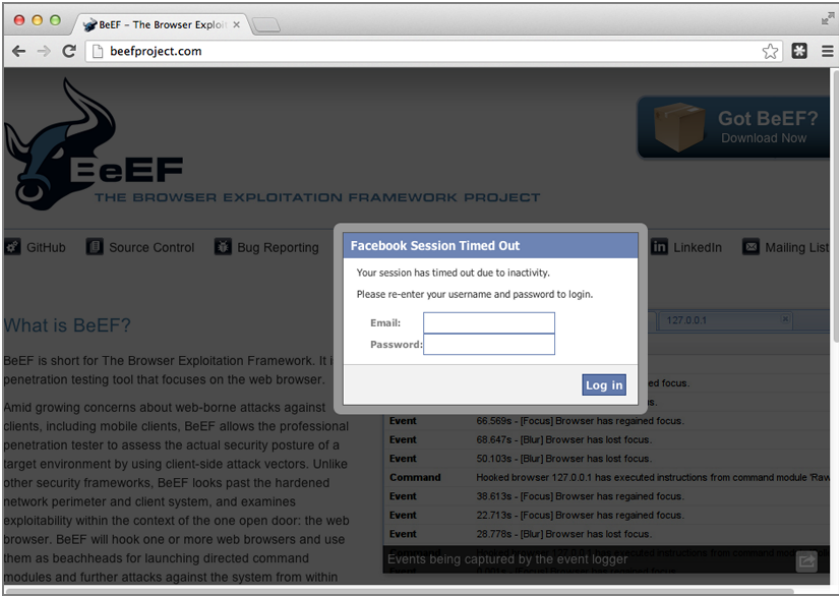 BeEF – The Browser Exploit
beefproject.com
Got BeEF?
Download Now
BeEF
THE BROWSER EXPLOITATION FRAMEWORK PROJECT
GitHub
Source Control
Bug Reporting
LinkedIn
Mailing List
Facebook Session Timed Out
Your session has timed out due to inactivity.
Please re-enter your username and password to login.
Email:
Password:
Log in
What is BeEF?
BeEF is short for The Browser Exploitation Framework. It
penetration testing tool that focuses on the web browser.
Amid growing concerns about web-borne attacks against
clients, including mobile clients, BeEF allows the professional
penetration tester to assess the actual security posture of a
target environment by using client-side attack vectors. Unlike
other security frameworks, BeEF looks past the hardened
network perimeter and client system, and examines
exploitability within the context of the one open door: the web
browser. BeEF will hook one or more web browsers and use
them as beachheads for launching directed command
modules and further attacks against the system from within
127.0.0.1
ed focus.
s.
Event 66.569s - [Focus] Browser has regained focus.
Event 68.647s - [Blur] Browser has lost focus.
Event 50.103s - [Blur] Browser has lost focus.
Command Hooked browser 127.0.0.1 has executed instructions from command module 'Raw
Event 38.613s - [Focus] Browser has regained focus.
Event 22.713s - [Focus] Browser has regained focus.
Event 28.778s - [Blur] Browser has lost focus.
Events being captured by the event logger